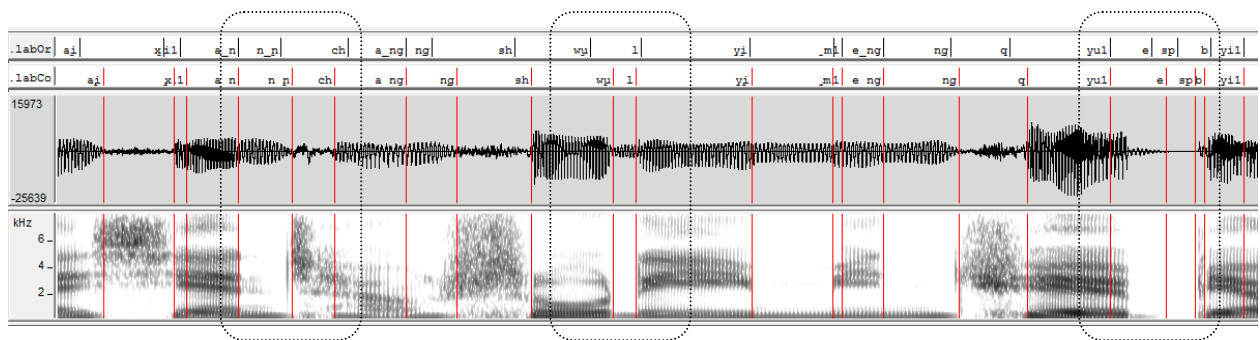 .labOr ai xi1 a_n n_n ch a_ng ng sh wu l yi _m1 e_ng ng q yu1 e sp b yi1
.labCo ai x.1 a n n n ch a ng ng sh wu l yi _m1 e ng ng q yu1 e spb yi1
15973
-25639
kHz
6
4
2